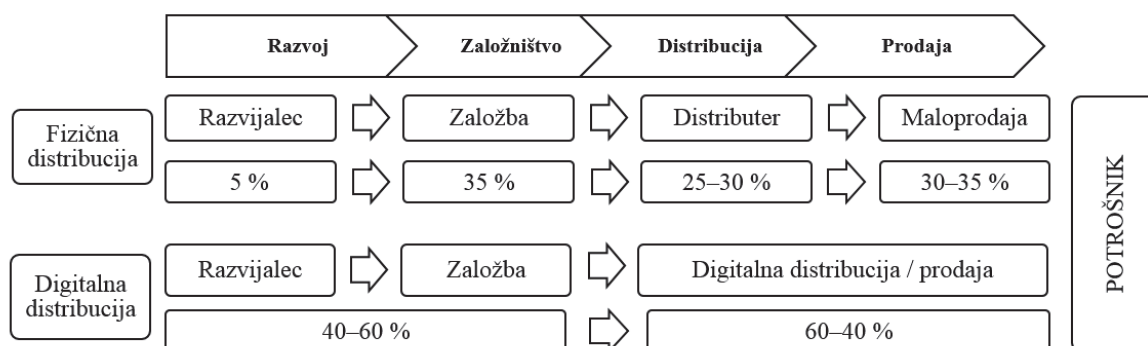 Razvoj
Založništvo
Distribucija
Prodaja
Fizična
distribucija
Razvijalec
Založba
Distributer
Maloprodaja
5 %
35 %
25–30 %
30–35 %
Digitalna
distribucija
Razvijalec
Založba
Digitalna distribucija / prodaja
40–60 %
60–40 %
POTROŠNIK